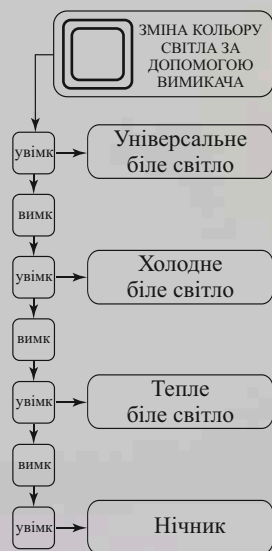 ЗМІНА КОЛЬОРУ
СВІТЛА ЗА
ДОПОМОГОЮ
ВИМИКАЧА
увімк
Універсальне
біле світло
вимк
увімк
Холодне
біле світло
вимк
увімк
Тепле
біле світло
вимк
увімк
Нічник